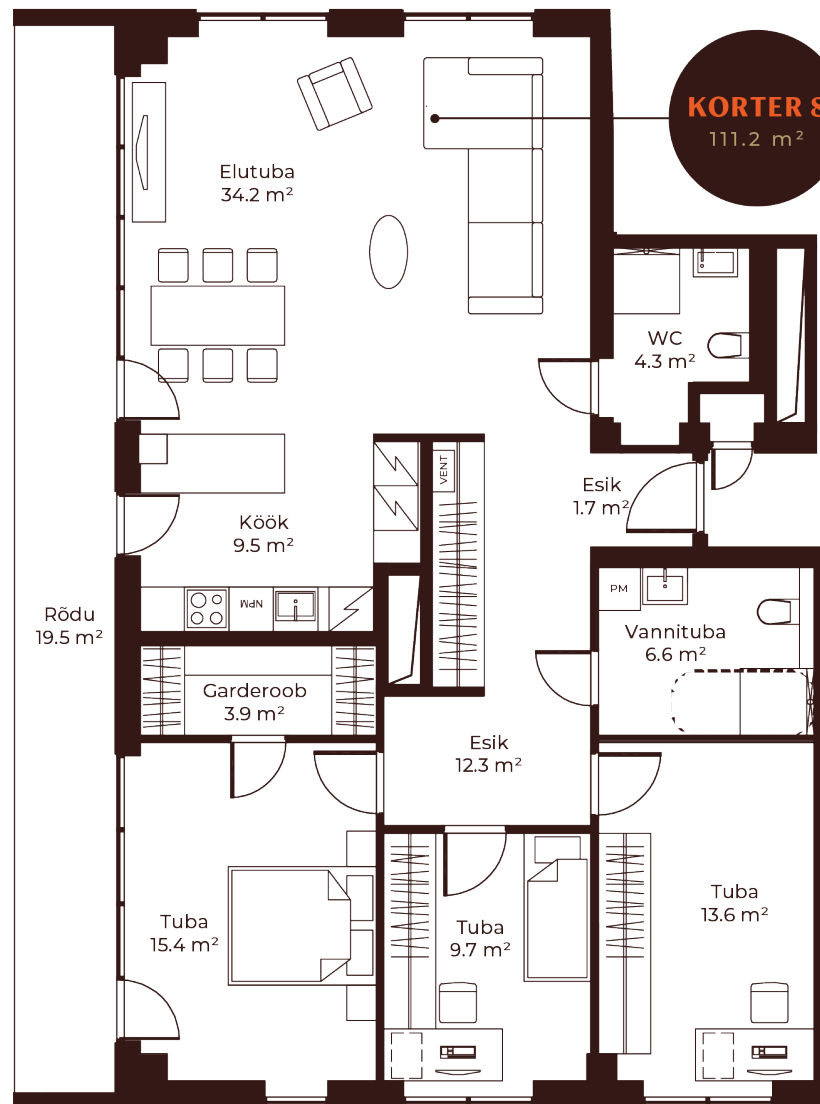 KORTER 8
111.2 m²
Elutuba
34.2 m²
WC
4.3 m²
VENT
Esik
1.7 m²
Köök
9.5 m²
NPM
PM
Rõdu
19.5 m²
Vannituba
6.6 m²
Garderoob
3.9 m²
Esik
12.3 m²
Tuba
15.4 m²
Tuba
9.7 m²
Tuba
13.6 m²